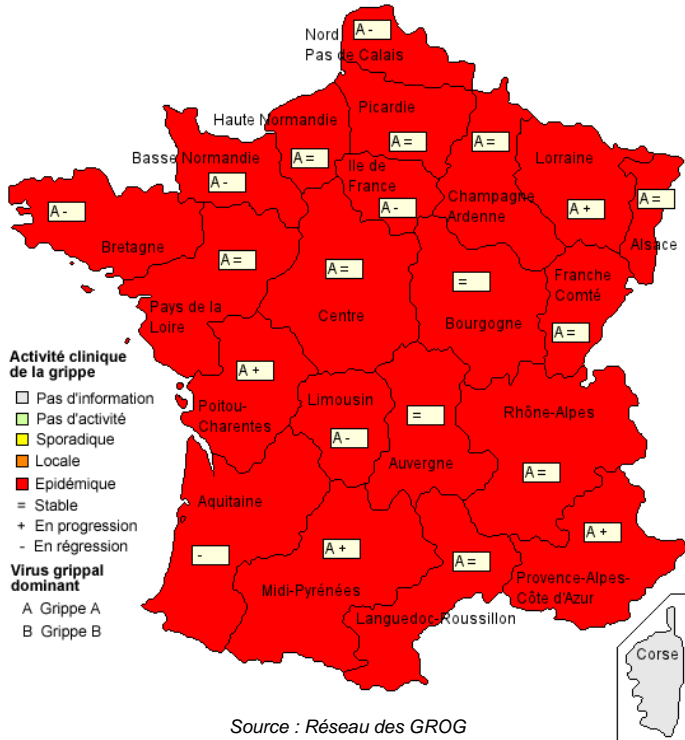 Nord
Pas de Calais
A -
Picardie
A =
Haute Normandie
A =
A =
Lorraine
A +
Basse Normandie
A -
Ile de
France
A -
Champagne
Ardenne
A =
Alsace
A -
Bretagne
A =
A =
Centre
=
Bourgogne
Franche
Comté
A =
Pays de la
Loire
A +
Poitou-
Charentes
Limousin
A -
=
Auvergne
Rhône-Alpes
A =
Aquitaine
-
A +
Midi-Pyrénées
A =
Languedoc-Roussillon
A +
Provence-Alpes-
Côte d'Azur
Corse
Activité clinique
de la grippe
Pas d'information
Pas d'activité
Sporadique
Locale
Epidémique
= Stable
+ En progression
- En régression
Virus grippal
dominant
A Grippe A
B Grippe B
Source : Réseau des GROG